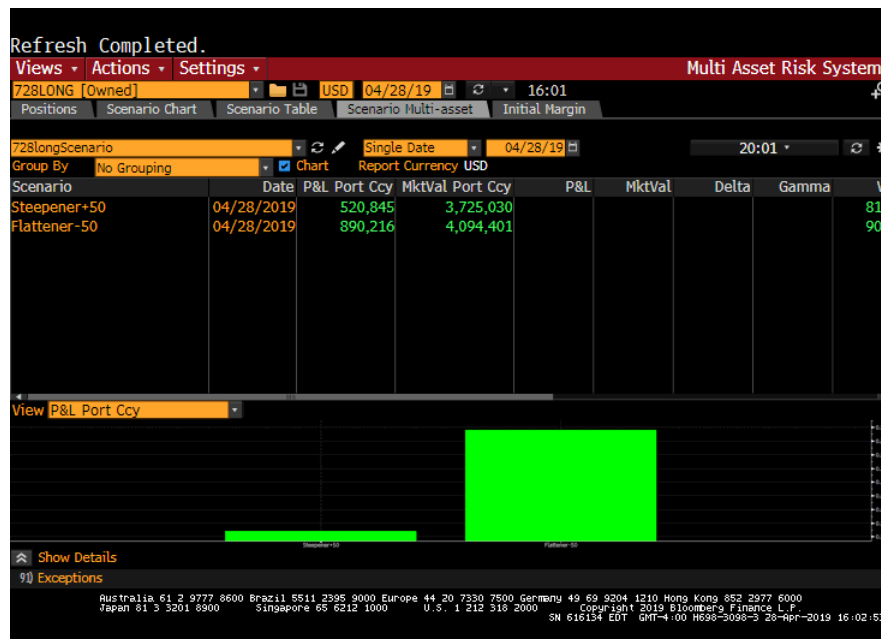 Refresh Completed.
Views Actions Settings Multi Asset Risk System
728LONG [Owned] USD 04/28/19 16:01
Positions Scenario Chart Scenario Table Scenario Multi-asset Initial Margin
728longScenario Single Date 04/28/19 20:01
Group By No Grouping Chart Report Currency USD
Scenario Date P&L Port Ccy MktVal Port Ccy P&L MktVal Delta Gamma V
Steepener+50 04/28/2019 520,845 3,725,030 81
Flattener-50 04/28/2019 890,216 4,094,401 90
View P&L Port Ccy
Steepener+50 Flattener-50
Show Details
91) Exceptions
Australia 61 2 9777 8600 Brazil 5511 2395 9000 Europe 44 20 7330 7500 Germany 49 69 9204 1210 Hong Kong 852 2977 6000
Japan 81 3 3201 8900 Singapore 65 6212 1000 U.S. 1 212 318 2000 Copyright 2019 Bloomberg Finance L.P.
SN 616134 EDT GMT-4:00 H698-3098-3 28-Apr-2019 16:02:53